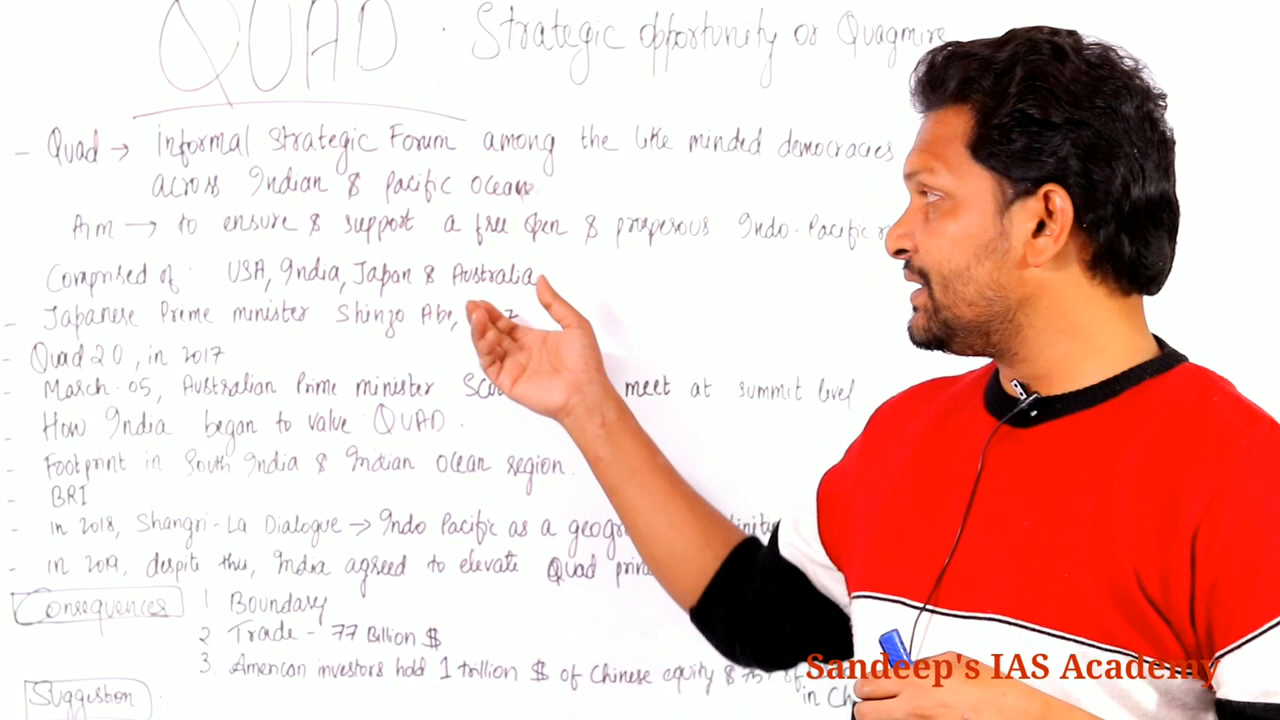 QUAD . Strategic opportunity or Quagmire
- Quad → Informal Strategic Forum among the like minded democracies
across Indian & Pacific Ocean.
Aim → to ensure & support a free open & prosperous Indo-Pacific
Comprised of USA, India, Japan & Australia
- Japanese Preme minister Shinzo Abe,
- Quad 2.0, in 2017
- March 05, Australian Prime minister meet at summit level
- How India began to value QUAD.
- Footprint in South India & Indian Ocean region.
- BRI
- in 2018, Shangri-La Dialogue → Indo Pacific as a
- in 2019, despite this, India agreed to elevate Quad
Consequences 1 Boundary
2 Trade - 77 Billion $
3. American investors hold 1 trillion $ of Chinese equity &
in
Suggestion
Sandeep's IAS Academy